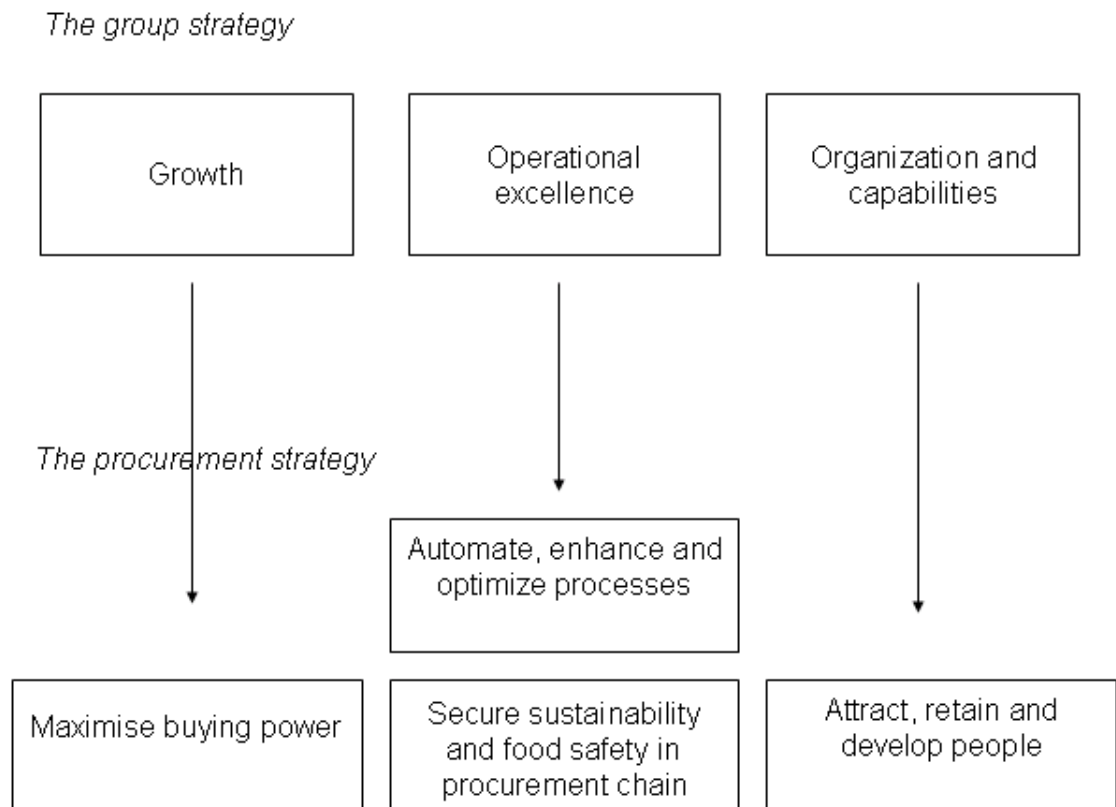 The group strategy
Growth
Operational
excellence
Organization and
capabilities
The procurement strategy
Automate, enhance and
optimize processes
Maximise buying power
Secure sustainability
and food safety in
procurement chain
Attract, retain and
develop people